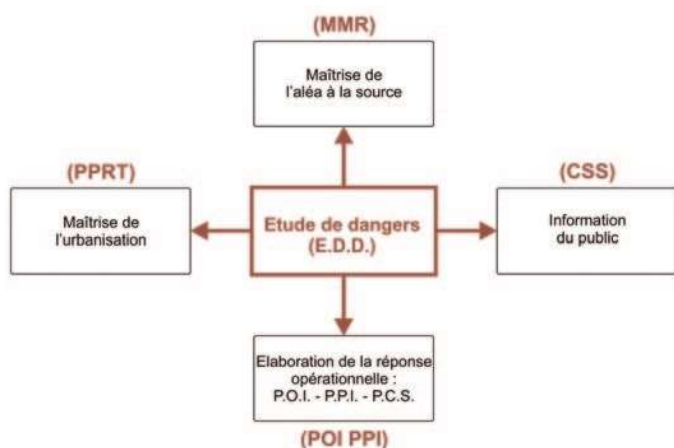 (MMR)
Maîtrise de
l'aléa à la source
(PPRT)
Maîtrise de
l'urbanisation
Etude de dangers
(E.D.D.)
(CSS)
Information
du public
Elaboration de la réponse
opérationnelle :
P.O.I. - P.P.I. - P.C.S.
(POI PPI)